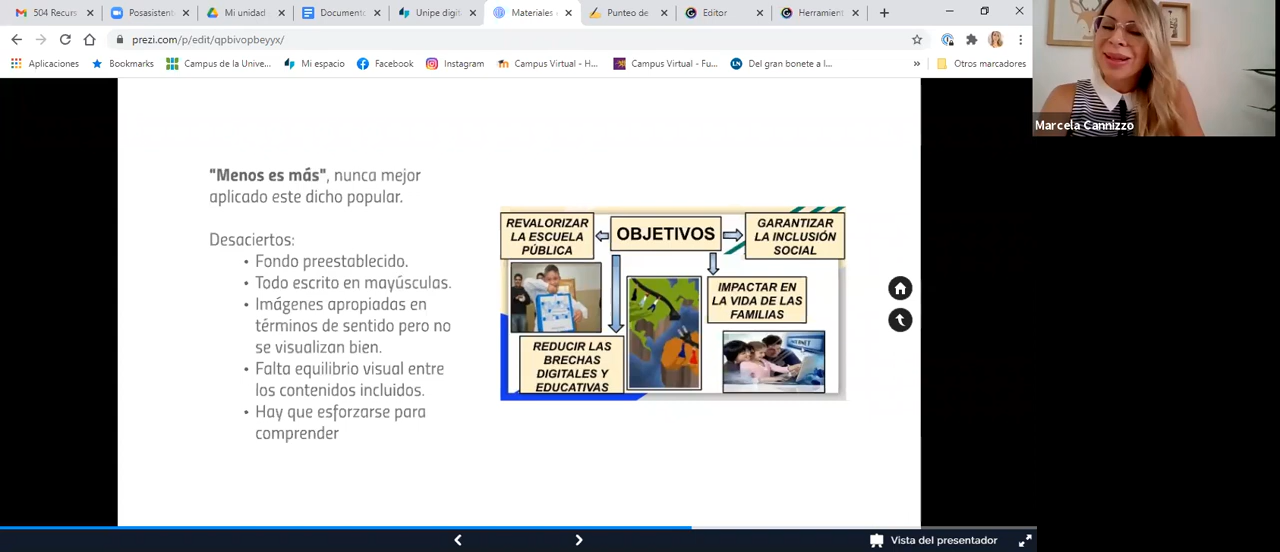 504 Recurs
Posasistent
Mi unidad
Documento
Unipe digit
Materiales
Punteo de
Editor
Herramient
prezi.com/p/edit/qpbivopbeyyx/
Aplicaciones
Bookmarks
Campus de la Unive...
Mi espacio
Facebook
Instagram
Campus Virtual - H...
Campus Virtual - Fu...
Del gran bonete a l...
»
Otros marcadores
Marcela Cannizzo
"Menos es más", nunca mejor
aplicado este dicho popular.
Desaciertos:
• Fondo preestablecido.
• Todo escrito en mayúsculas.
• Imágenes apropiadas en
términos de sentido pero no
se visualizan bien.
• Falta equilibrio visual entre
los contenidos incluidos.
• Hay que esforzarse para
comprender
REVALORIZAR
LA ESCUELA
PÚBLICA
OBJETIVOS
GARANTIZAR
LA INCLUSIÓN
SOCIAL
IMPACTAR EN
LA VIDA DE LAS
FAMILIAS
REDUCIR LAS
BRECHAS
DIGITALES Y
EDUCATIVAS
INTERNET
Vista del presentador